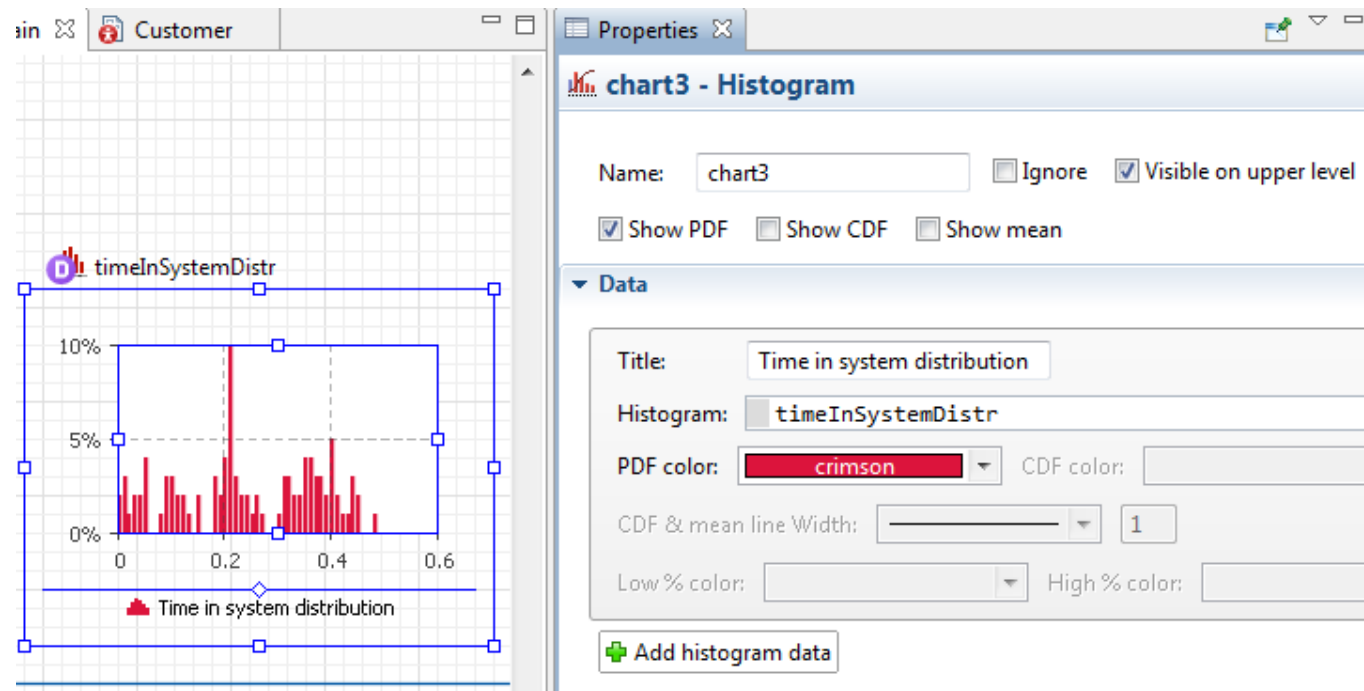 ain Customer
timeInSystemDistr
10%
5%
0%
0 0.2 0.4 0.6
Time in system distribution
Properties
chart3 - Histogram
Name: chart3 Ignore Visible on upper level
Show PDF Show CDF Show mean
Data
Title: Time in system distribution
Histogram: timeInSystemDistr
PDF color: crimson CDF color:
CDF & mean line Width: 1
Low % color: High % color:
Add histogram data